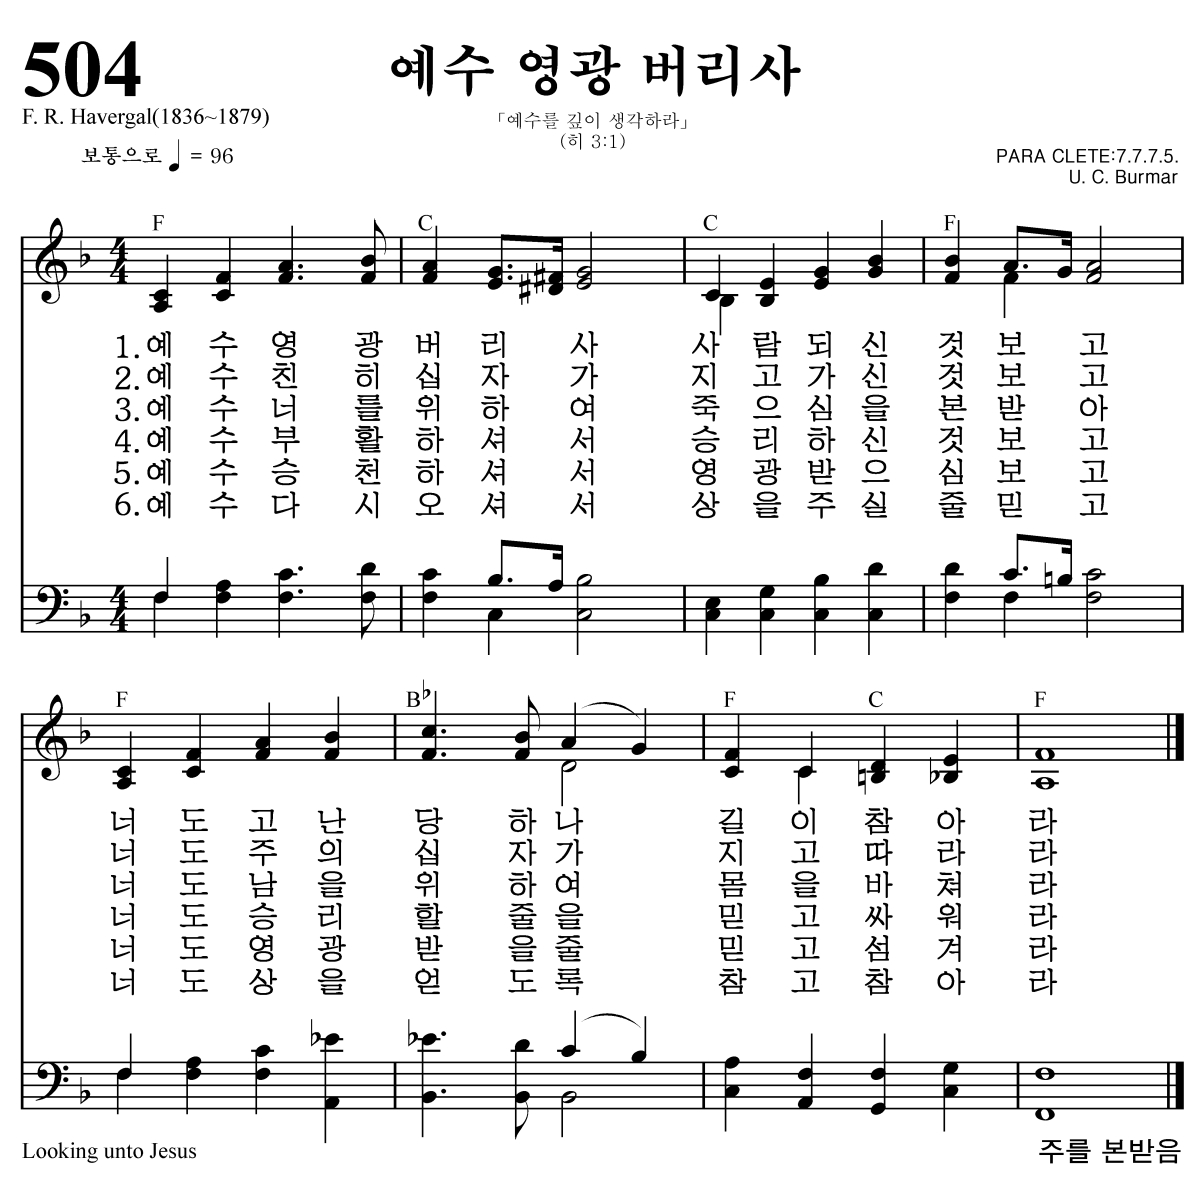 504
예수 영광 버리사
F. R. Havergal(1836~1879)
「예수를 깊이 생각하라」
(히 3:1)
보통으로 ♩ = 96
PARA CLETE:7.7.7.5.
U. C. Burmar
F C C F
1.예 수 영 광 버 리 사 사 람 되 신 것 보 고
2.예 수 친 히 십 자 가 지 고 가 신 것 보 고
3.예 수 너 를 위 하 여 죽 으 심 을 본 받 아
4.예 수 부 활 하 셔 서 승 리 하 신 것 보 고
5.예 수 승 천 하 셔 서 영 광 받 으 심 보 고
6.예 수 다 시 오 셔 서 상 을 주 실 줄 믿 고
F B♭ F C F
너 도 고 난 당 하 나 길 이 참 아 라
너 도 주 의 십 자 가 지 고 따 라 라
너 도 남 을 위 하 여 몸 을 바 쳐 라
너 도 승 리 할 줄 을 믿 고 싸 워 라
너 도 영 광 받 을 줄 믿 고 섬 겨 라
너 도 상 을 얻 도 록 참 고 참 아 라
Looking unto Jesus
주를 본받음